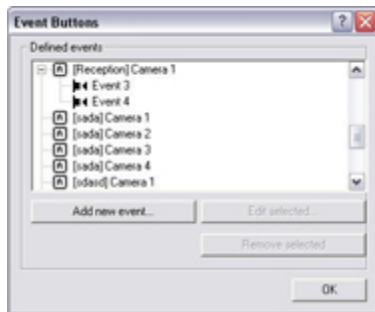 Event Buttons
Defined events
[Reception] Camera 1
Event 3
Event 4
[sada] Camera 1
[sada] Camera 2
[sada] Camera 3
[sada] Camera 4
[sdasd] Camera 1
Add new event...
Edit selected...
Remove selected
OK